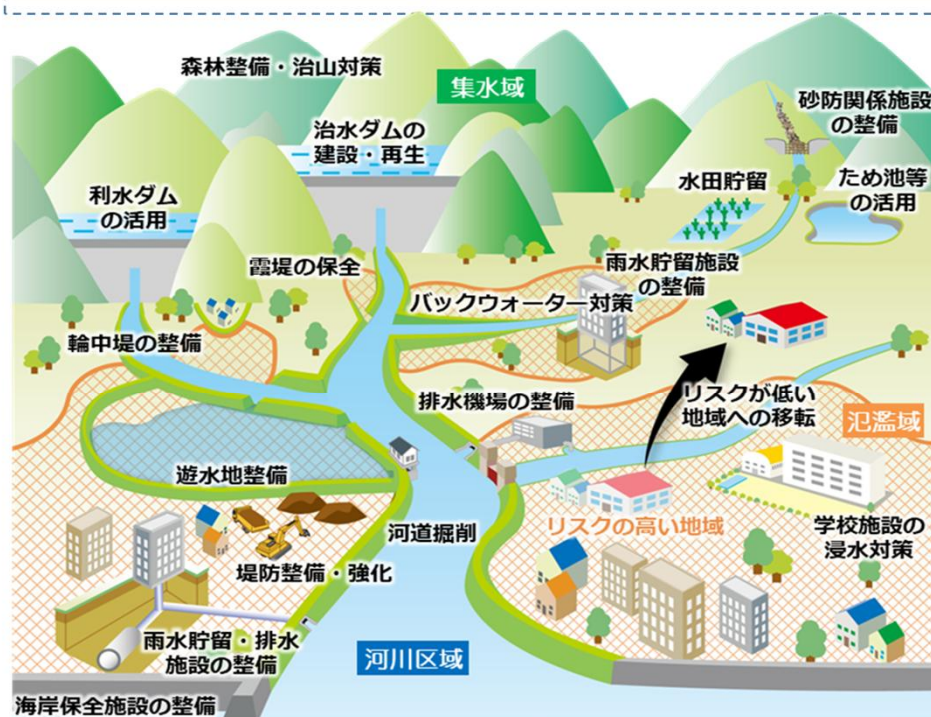 森林整備・治山対策
集水域
砂防関係施設
の整備
治水ダムの
建設・再生
水田貯留
ため池等
の活用
利水ダム
の活用
霞堤の保全
雨水貯留施設
の整備
バックウォーター対策
輪中堤の整備
排水機場の整備
リスクが低い
地域への移転
氾濫域
遊水地整備
河道掘削
リスクの高い地域
学校施設の
浸水対策
堤防整備・強化
雨水貯留・排水
施設の整備
河川区域
海岸保全施設の整備